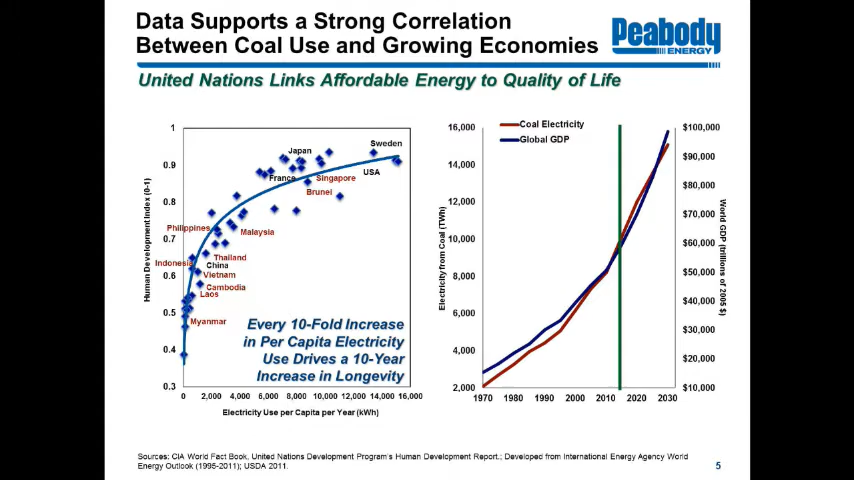 Data Supports a Strong Correlation
Between Coal Use and Growing Economies
Peabody
ENERGY
United Nations Links Affordable Energy to Quality of Life
Human Development Index (0-1)
1
0.9
0.8
0.7
0.6
0.5
0.4
0.3
Sweden
Japan
USA
France
Singapore
Brunei
Philippines
Malaysia
Thailand
Indonesia
China
Vietnam
Cambodia
Laos
Myanmar
Every 10-Fold Increase
in Per Capita Electricity
Use Drives a 10-Year
Increase in Longevity
0 2,000 4,000 6,000 8,000 10,000 12,000 14,000 16,000
Electricity Use per Capita per Year (kWh)
Coal Electricity
Global GDP
Electricity from Coal (TWh)
16,000
14,000
12,000
10,000
8,000
6,000
4,000
2,000
$100,000
$90,000
$80,000
$70,000
$60,000
$50,000
$40,000
$30,000
$20,000
$10,000
World GDP (trillions of 2005 $)
1970 1980 1990 2000 2010 2020 2030
Sources: CIA World Fact Book, United Nations Development Program's Human Development Report.; Developed from International Energy Agency World
Energy Outlook (1995-2011); USDA 2011.
5